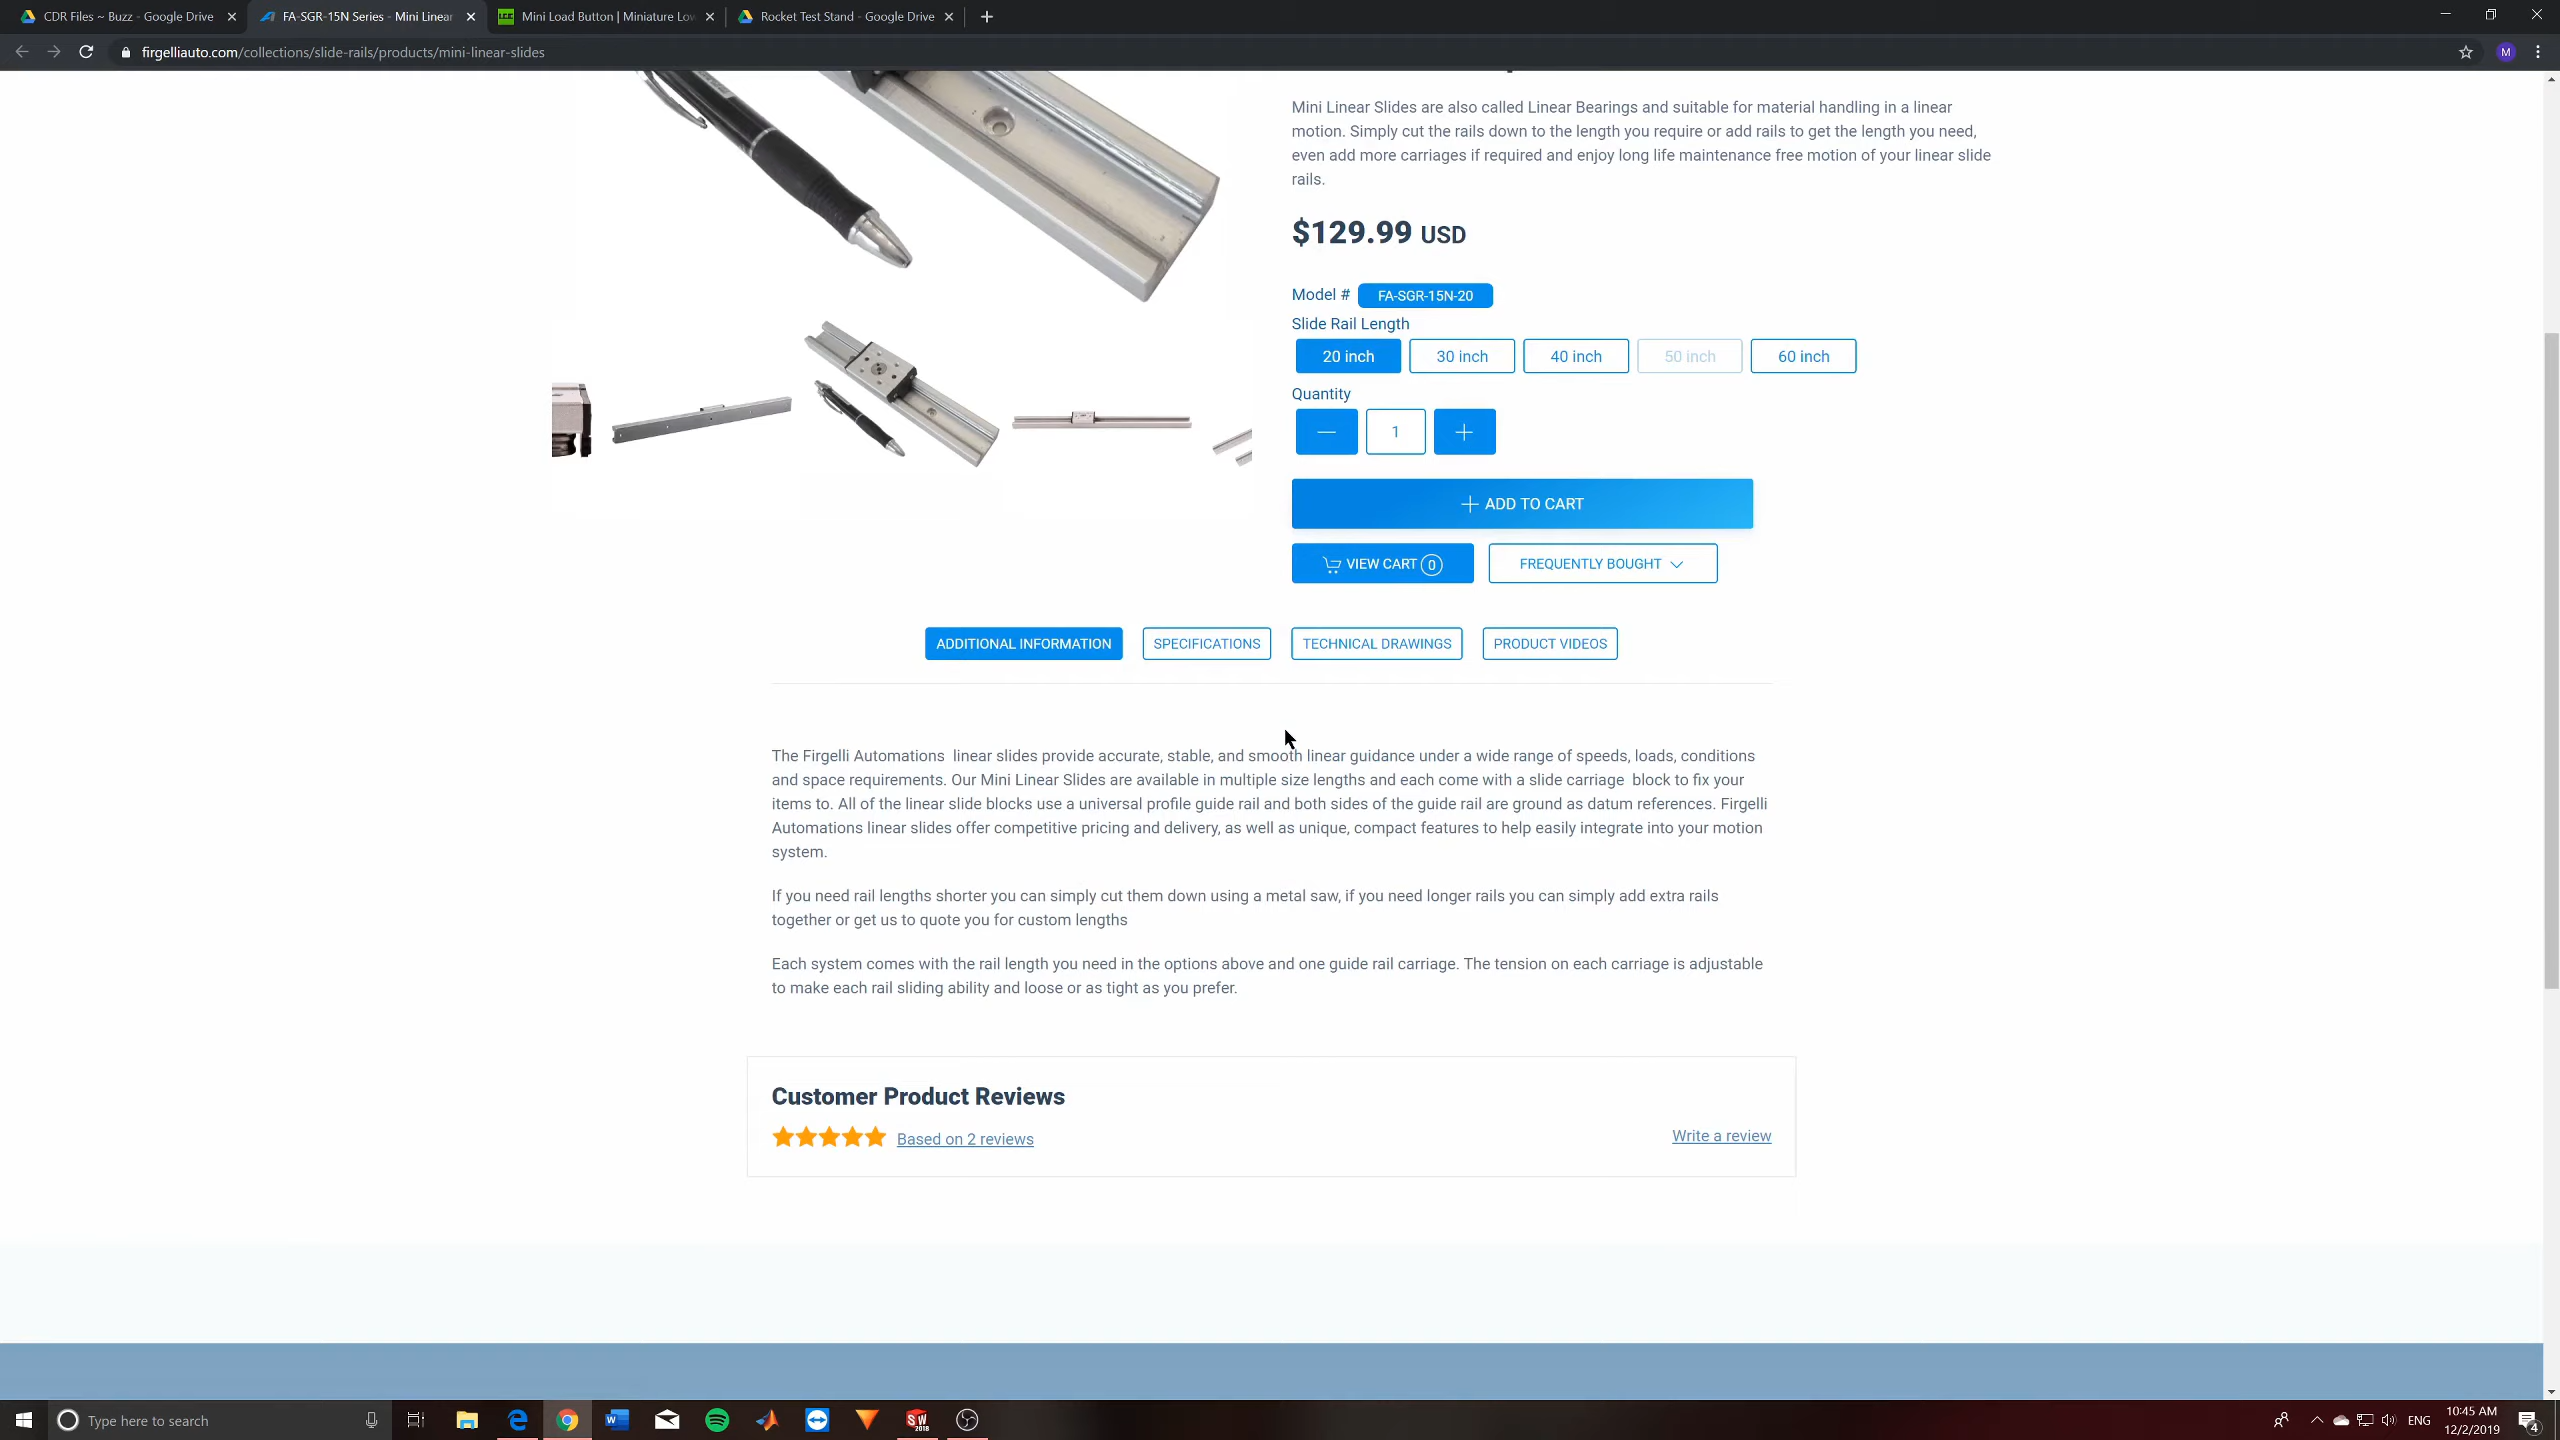 CDR Files ~ Buzz - Google Drive
FA-SGR-15N Series - Mini Linear
Mini Load Button | Miniature Low
Rocket Test Stand - Google Drive
firgelliauto.com/collections/slide-rails/products/mini-linear-slides
M
Mini Linear Slides are also called Linear Bearings and suitable for material handling in a linear
motion. Simply cut the rails down to the length you require or add rails to get the length you need,
even add more carriages if required and enjoy long life maintenance free motion of your linear slide
rails.
$129.99 USD
Model # FA-SGR-15N-20
Slide Rail Length
20 inch 30 inch 40 inch 50 inch 60 inch
Quantity
1
ADD TO CART
VIEW CART 0 FREQUENTLY BOUGHT
ADDITIONAL INFORMATION SPECIFICATIONS TECHNICAL DRAWINGS PRODUCT VIDEOS
The Firgelli Automations linear slides provide accurate, stable, and smooth linear guidance under a wide range of speeds, loads, conditions
and space requirements. Our Mini Linear Slides are available in multiple size lengths and each come with a slide carriage block to fix your
items to. All of the linear slide blocks use a universal profile guide rail and both sides of the guide rail are ground as datum references. Firgelli
Automations linear slides offer competitive pricing and delivery, as well as unique, compact features to help easily integrate into your motion
system.
If you need rail lengths shorter you can simply cut them down using a metal saw, if you need longer rails you can simply add extra rails
together or get us to quote you for custom lengths
Each system comes with the rail length you need in the options above and one guide rail carriage. The tension on each carriage is adjustable
to make each rail sliding ability and loose or as tight as you prefer.
Customer Product Reviews
Based on 2 reviews
Write a review
Type here to search
W
SW
2018
ENG
10:45 AM
12/2/2019
4